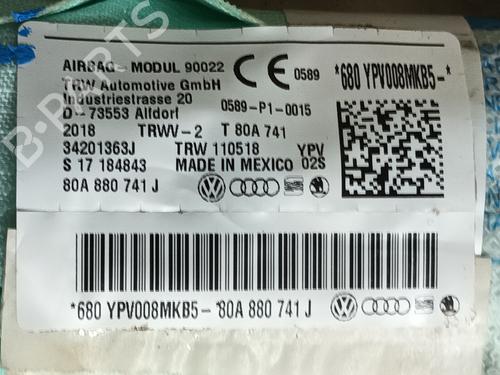 AIRBAG - MODUL 90022
CE 0589
*680 YPV008MKB5-*
TRW Automotive GmbH
Industriestrasse 20
0589-P1-0015
D - 73553 Alldorf
2018 TRWV-2 T 80A 741
34201363J TRW 110518 YPV
S 17 184843 MADE IN MEXICO 02S
80A 880 741 J
*680 YPV008MKB5- *80A 880 741 J
B-PARTS